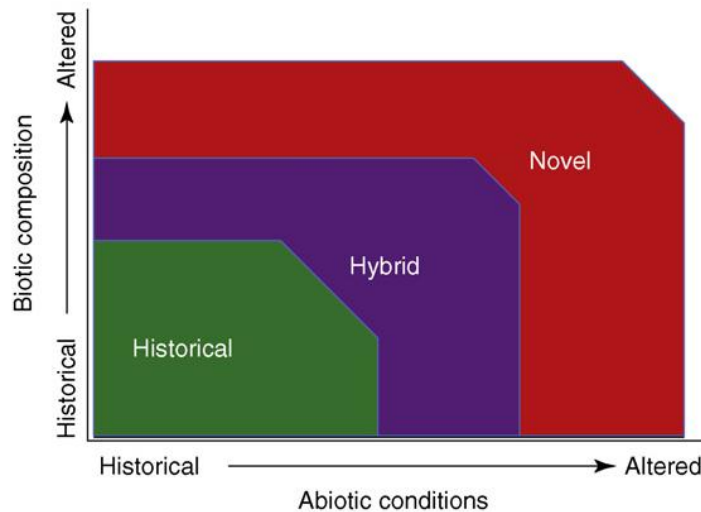 Altered
Biotic composition
Historical
Novel
Hybrid
Historical
Historical
Altered
Abiotic conditions